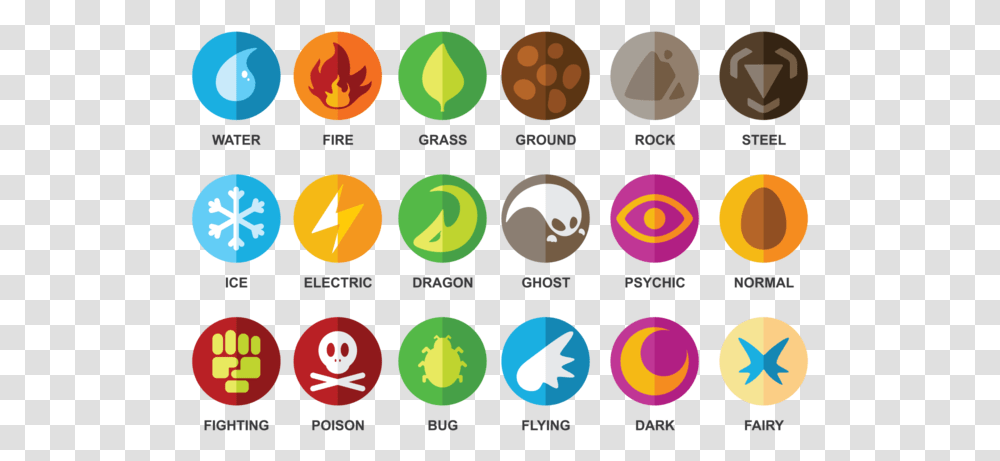 WATER FIRE GRASS GROUND ROCK STEEL
ICE ELECTRIC DRAGON GHOST PSYCHIC NORMAL
FIGHTING POISON BUG FLYING DARK FAIRY